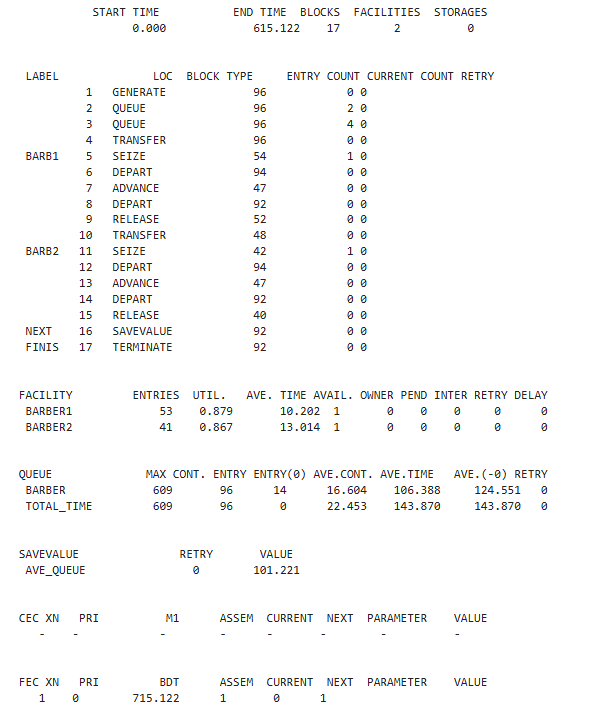 START TIME END TIME BLOCKS FACILITIES STORAGES
0.000 615.122 17 2 0
LABEL LOC BLOCK TYPE ENTRY COUNT CURRENT COUNT RETRY
1 GENERATE 96 0 0
2 QUEUE 96 2 0
3 QUEUE 96 4 0
4 TRANSFER 96 0 0
BARB1 5 SEIZE 54 1 0
6 DEPART 94 0 0
7 ADVANCE 47 0 0
8 DEPART 92 0 0
9 RELEASE 52 0 0
10 TRANSFER 48 0 0
BARB2 11 SEIZE 42 1 0
12 DEPART 94 0 0
13 ADVANCE 47 0 0
14 DEPART 92 0 0
15 RELEASE 40 0 0
NEXT 16 SAVEVALUE 92 0 0
FINIS 17 TERMINATE 92 0 0
FACILITY ENTRIES UTIL. AVE. TIME AVAIL. OWNER PEND INTER RETRY DELAY
BARBER1 53 0.879 10.202 1 0 0 0 0 0
BARBER2 41 0.867 13.014 1 0 0 0 0 0
QUEUE MAX CONT. ENTRY ENTRY(0) AVE.CONT. AVE.TIME AVE.(-0) RETRY
BARBER 609 96 14 16.604 106.388 124.551 0
TOTAL_TIME 609 96 0 22.453 143.870 143.870 0
SAVEVALUE RETRY VALUE
AVE_QUEUE 0 101.221
CEC XN PRI M1 ASSEM CURRENT NEXT PARAMETER VALUE
- - - - - - - -
FEC XN PRI BDT ASSEM CURRENT NEXT PARAMETER VALUE
1 0 715.122 1 0 1